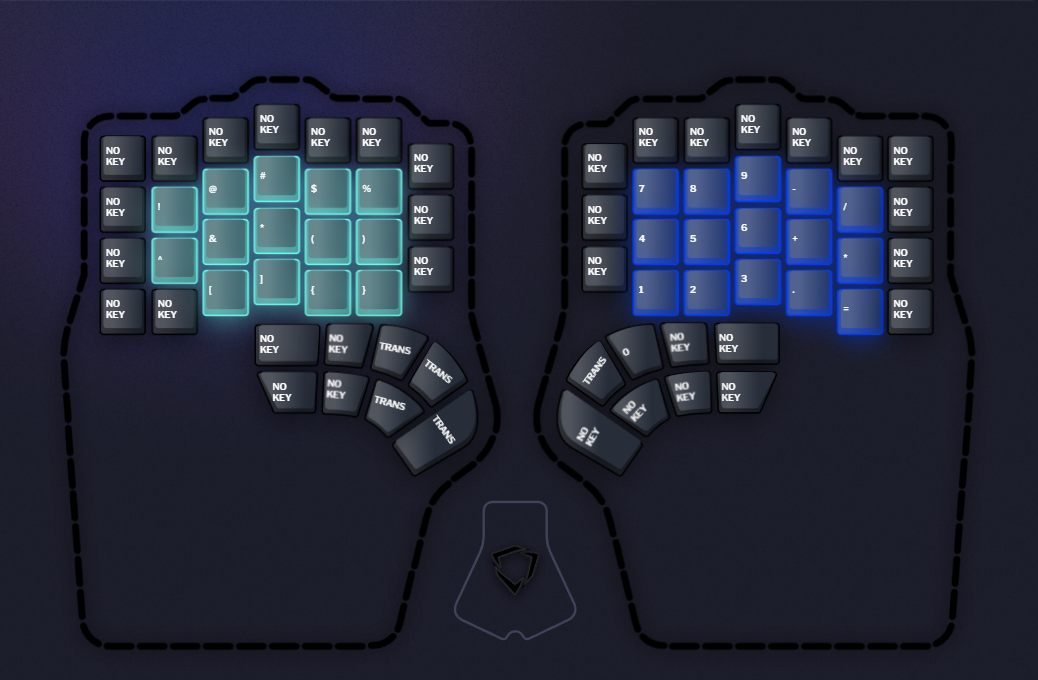 NO KEY NO KEY NO KEY NO KEY NO KEY NO KEY
NO KEY ! @ # $ % NO KEY
NO KEY ^ & * ( ) NO KEY
NO KEY NO KEY [ ] { } NO KEY
NO KEY NO KEY TRANS TRANS
NO KEY NO KEY TRANS TRANS
NO KEY NO KEY NO KEY NO KEY NO KEY NO KEY
NO KEY 7 8 9 - / NO KEY
NO KEY 4 5 6 + * NO KEY
NO KEY 1 2 3 . = NO KEY
TRANS 0 NO KEY NO KEY
NO KEY NO KEY NO KEY NO KEY